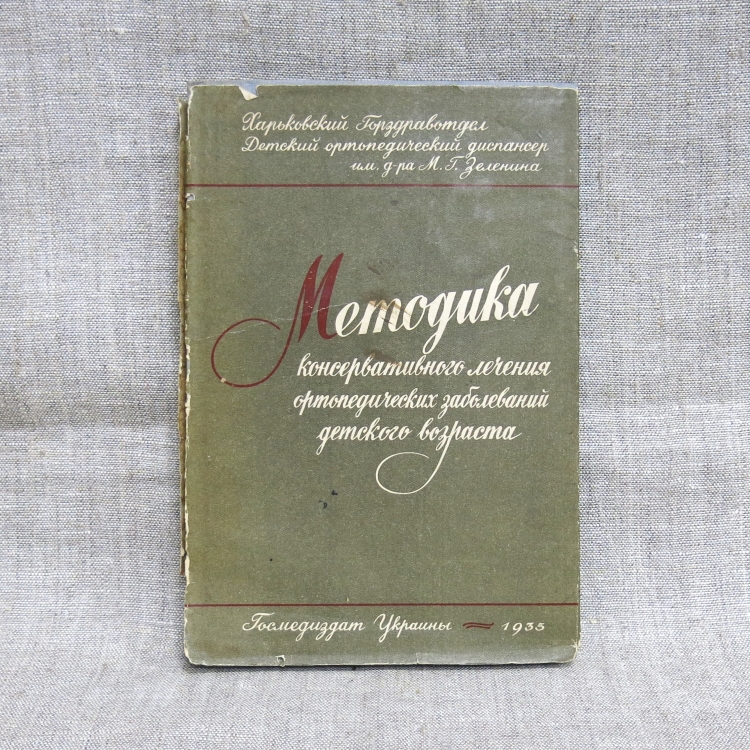 Харьковский Горздравотдел
Детский ортопедический диспансер
им. д-ра М. Г. Зеленина
Методика
консервативного лечения
ортопедических заболеваний
детского возраста
Госмедиздат Украины — 1935